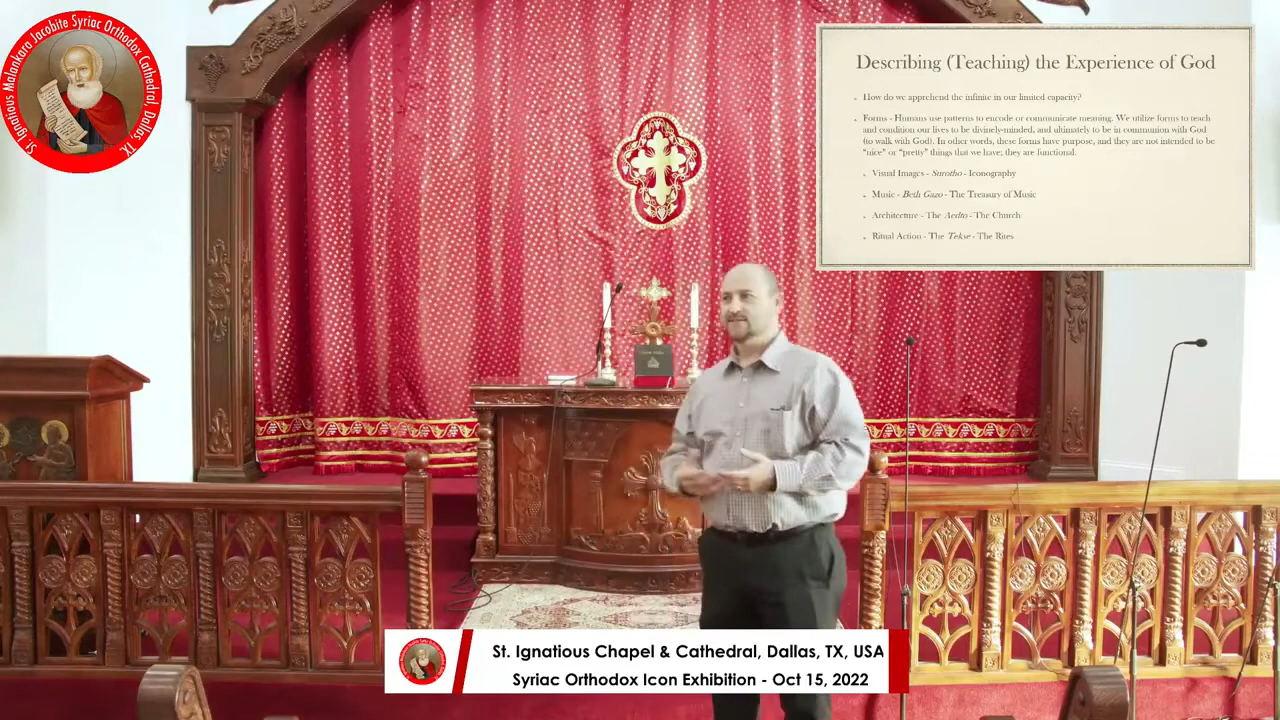 St. Ignatious Malankara Jacobite Syriac Orthodox Cathedral, Dallas, TX
Describing (Teaching) the Experience of God
How do we apprehend the infinite in our limited capacity?
Forms - Humans use patterns to encode or communicate meaning. We utilize forms to teach
and condition our lives to be divinely-minded, and ultimately to be in communion with God
(to walk with God). In other words, these forms have purpose, and they are not intended to be
"nice" or "pretty" things that we have; they are functional.
Visual Images - Surotho - Iconography
Music - Beth Gazo - The Treasury of Music
Architecture - The Aedto - The Church
Ritual Action - The Tekse - The Rites
St. Ignatious Chapel & Cathedral, Dallas, TX, USA
Syriac Orthodox Icon Exhibition - Oct 15, 2022